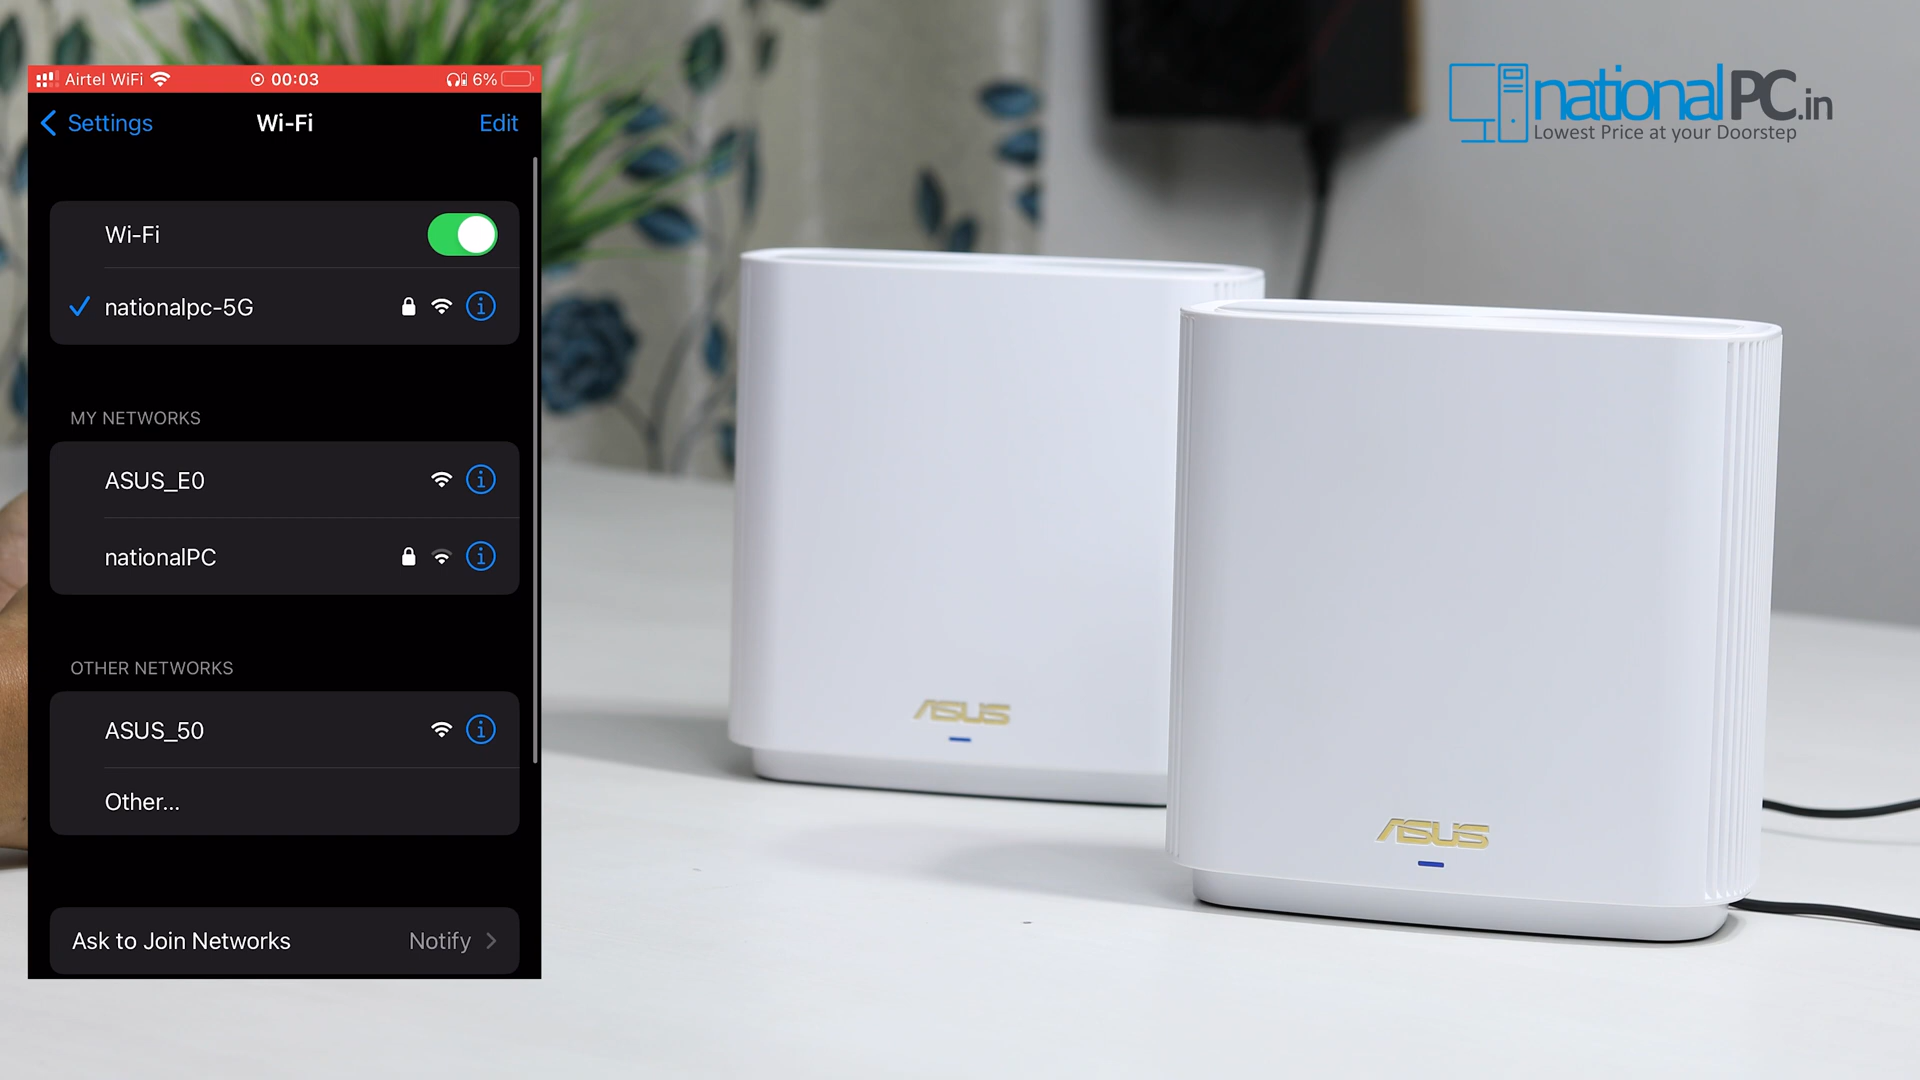 Airtel WiFi 00:03 6%
Settings Wi-Fi Edit
Wi-Fi
nationalpc-5G
MY NETWORKS
ASUS_E0
nationalPC
OTHER NETWORKS
ASUS_50
Other...
Ask to Join Networks Notify
nationalPC.in
Lowest Price at your Doorstep
ASUS
ASUS